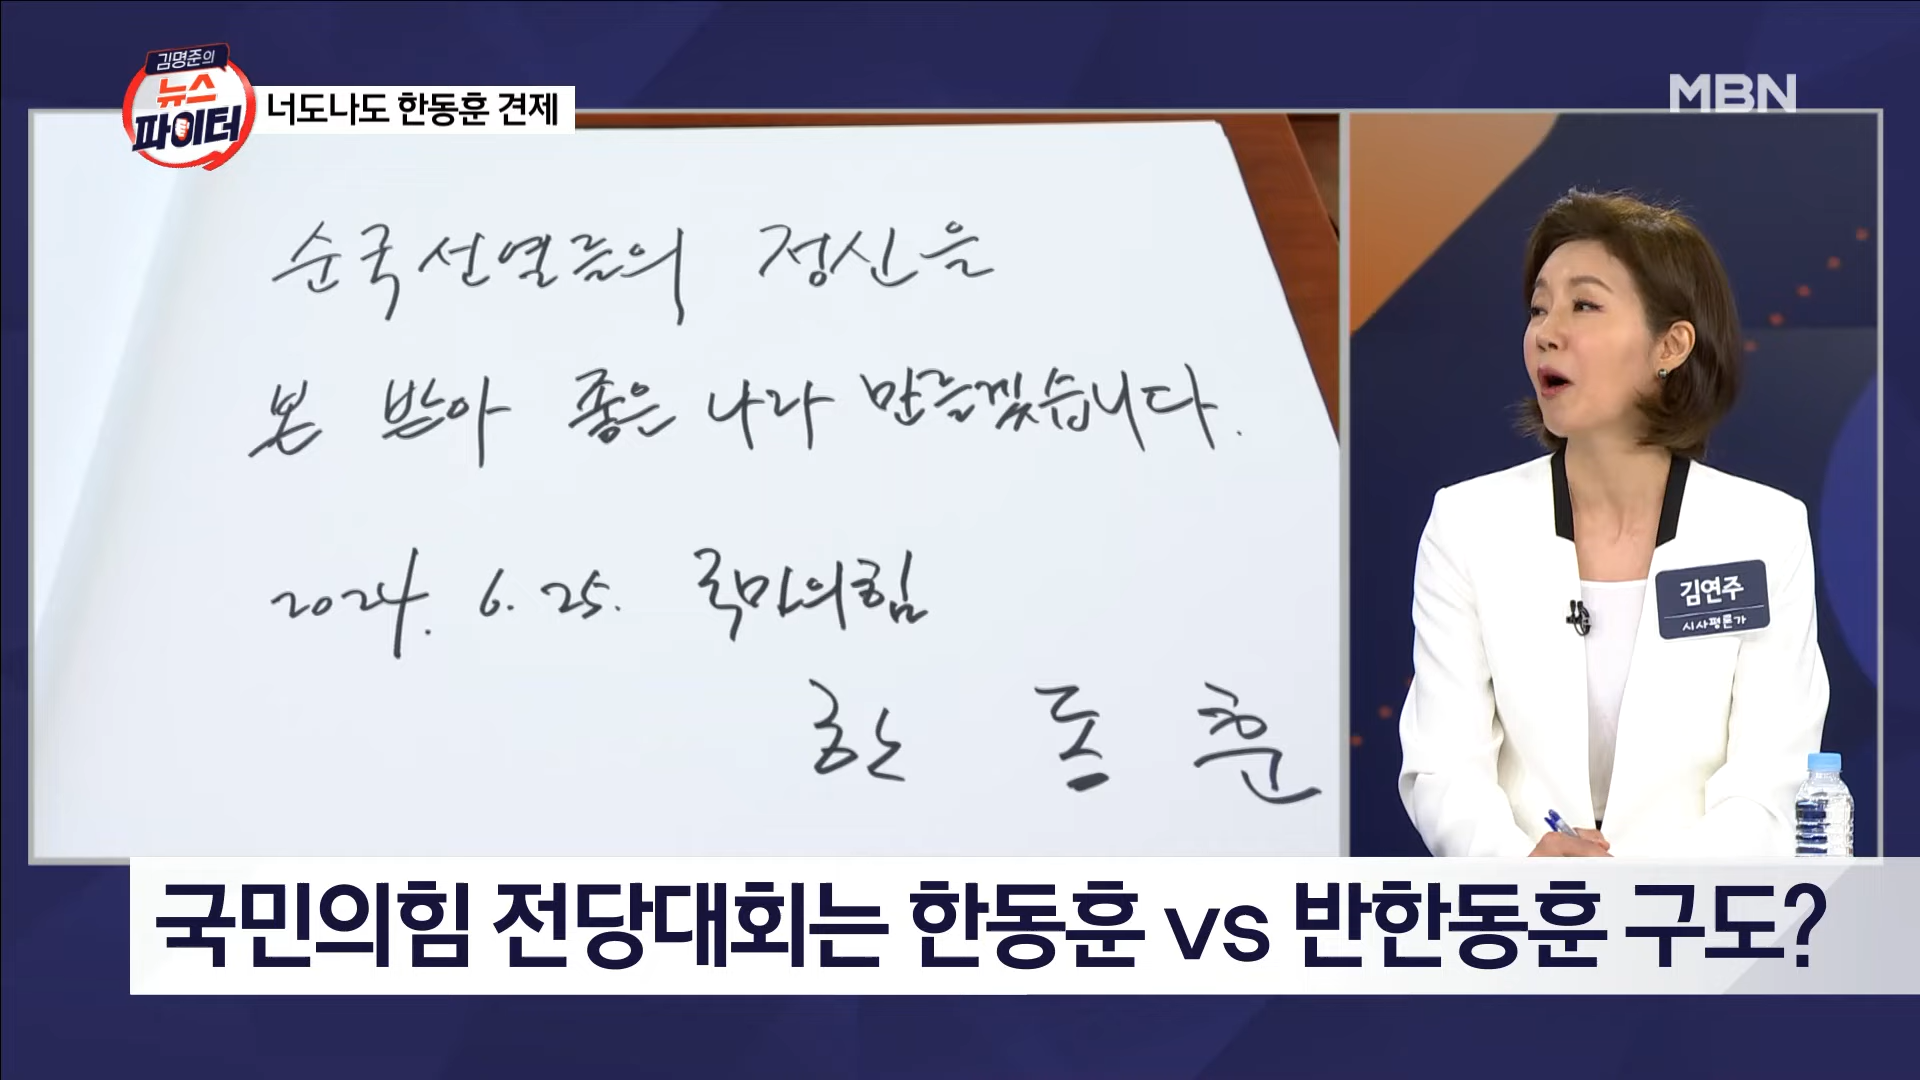 김명준의
뉴스
파이터
너도나도 한동훈 견제
MBN
순국선열들의 정신을
본 받아 좋은 나라 만들겠습니다.
2024. 6. 25. 국민의힘
한 동 훈
김연주
시사평론가
국민의힘 전당대회는 한동훈 vs 반한동훈 구도?